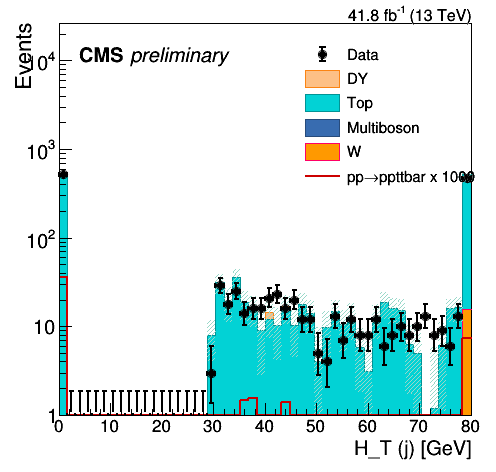 41.8 fb⁻¹ (13 TeV)
Events
CMS preliminary
Data
DY
Top
Multiboson
W
pp→ppttbar x 1000
10⁴
10³
10²
10
1
0 10 20 30 40 50 60 70 80
H_T (j) [GeV]